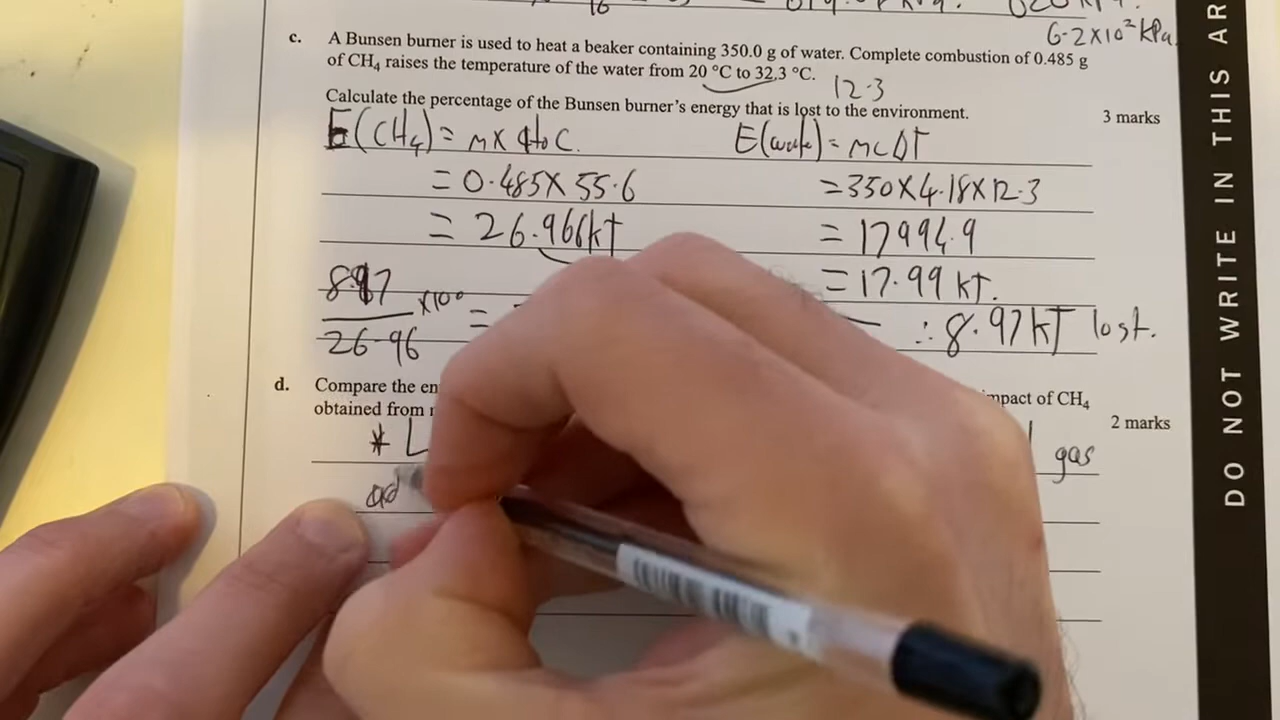 6.2x10² kPa.
c. A Bunsen burner is used to heat a beaker containing 350.0 g of water. Complete combustion of 0.485 g
of CH₄ raises the temperature of the water from 20 °C to 32.3 °C.
12.3
Calculate the percentage of the Bunsen burner's energy that is lost to the environment.
3 marks
E(CH₄) = m x ΔHoC.
= 0.485 x 55.6
= 26.966 kJ
E(water) = mcΔT
= 350 x 4.18 x 12.3
= 17994.9
= 17.99 kJ.
∴ 8.97 kJ lost.
8.97
x100 =
26.96
d. Compare the
impact of CH₄
obtained from
2 marks
* L
gas
DO NOT WRITE IN THIS AR